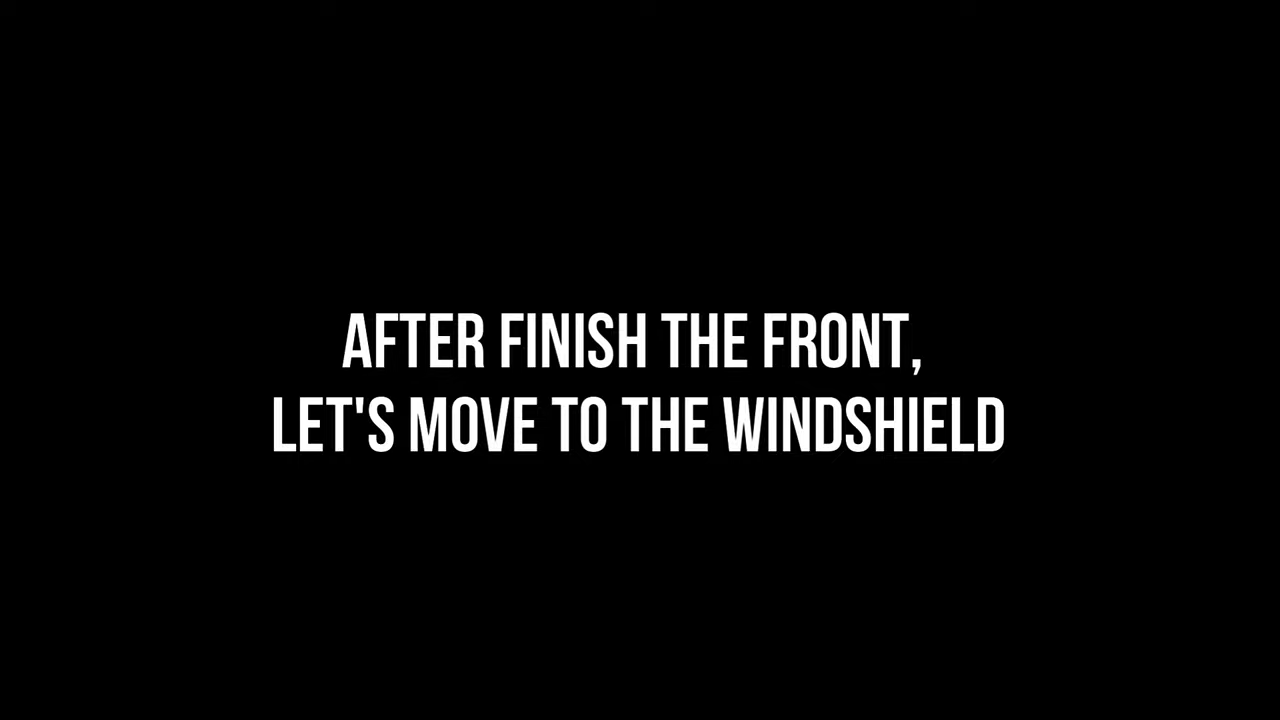 AFTER FINISH THE FRONT,
LET'S MOVE TO THE WINDSHIELD